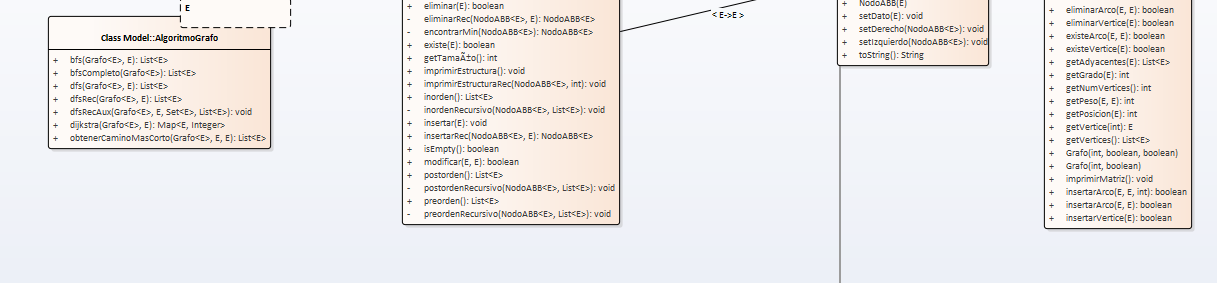 E
Class Model::AlgoritmoGrafo
+ bfs(Grafo<E>, E): List<E>
+ bfsCompleto(Grafo<E>): List<E>
+ dfs(Grafo<E>, E): List<E>
+ dfsRec(Grafo<E>, E): List<E>
+ dfsRecAux(Grafo<E>, E, Set<E>, List<E>): void
+ dijkstra(Grafo<E>, E): Map<E, Integer>
+ obtenerCaminoMasCorto(Grafo<E>, E, E): List<E>
+ eliminar(E): boolean
- eliminarRec(NodoABB<E>, E): NodoABB<E>
- encontrarMin(NodoABB<E>): NodoABB<E>
+ existe(E): boolean
+ getTamaÃ±o(): int
+ imprimirEstructura(): void
+ imprimirEstructuraRec(NodoABB<E>, int): void
+ inorden(): List<E>
- inordenRecursivo(NodoABB<E>, List<E>): void
+ insertar(E): void
+ insertarRec(NodoABB<E>, E): NodoABB<E>
+ isEmpty(): boolean
+ modificar(E, E): boolean
+ postorden(): List<E>
- postordenRecursivo(NodoABB<E>, List<E>): void
+ preorden(): List<E>
- preordenRecursivo(NodoABB<E>, List<E>): void
< E->E >
+ NodoABB(E)
+ setDato(E): void
+ setDerecho(NodoABB<E>): void
+ setIzquierdo(NodoABB<E>): void
+ toString(): String
+ eliminarArco(E, E): boolean
+ eliminarVertice(E): boolean
+ existeArco(E, E): boolean
+ existeVertice(E): boolean
+ getAdyacentes(E): List<E>
+ getGrado(E): int
+ getNumVertices(): int
+ getPeso(E, E): int
+ getPosicion(E): int
+ getVertice(int): E
+ getVertices(): List<E>
+ Grafo(int, boolean, boolean)
+ Grafo(int, boolean)
+ imprimirMatriz(): void
+ insertarArco(E, E, int): boolean
+ insertarArco(E, E): boolean
+ insertarVertice(E): boolean